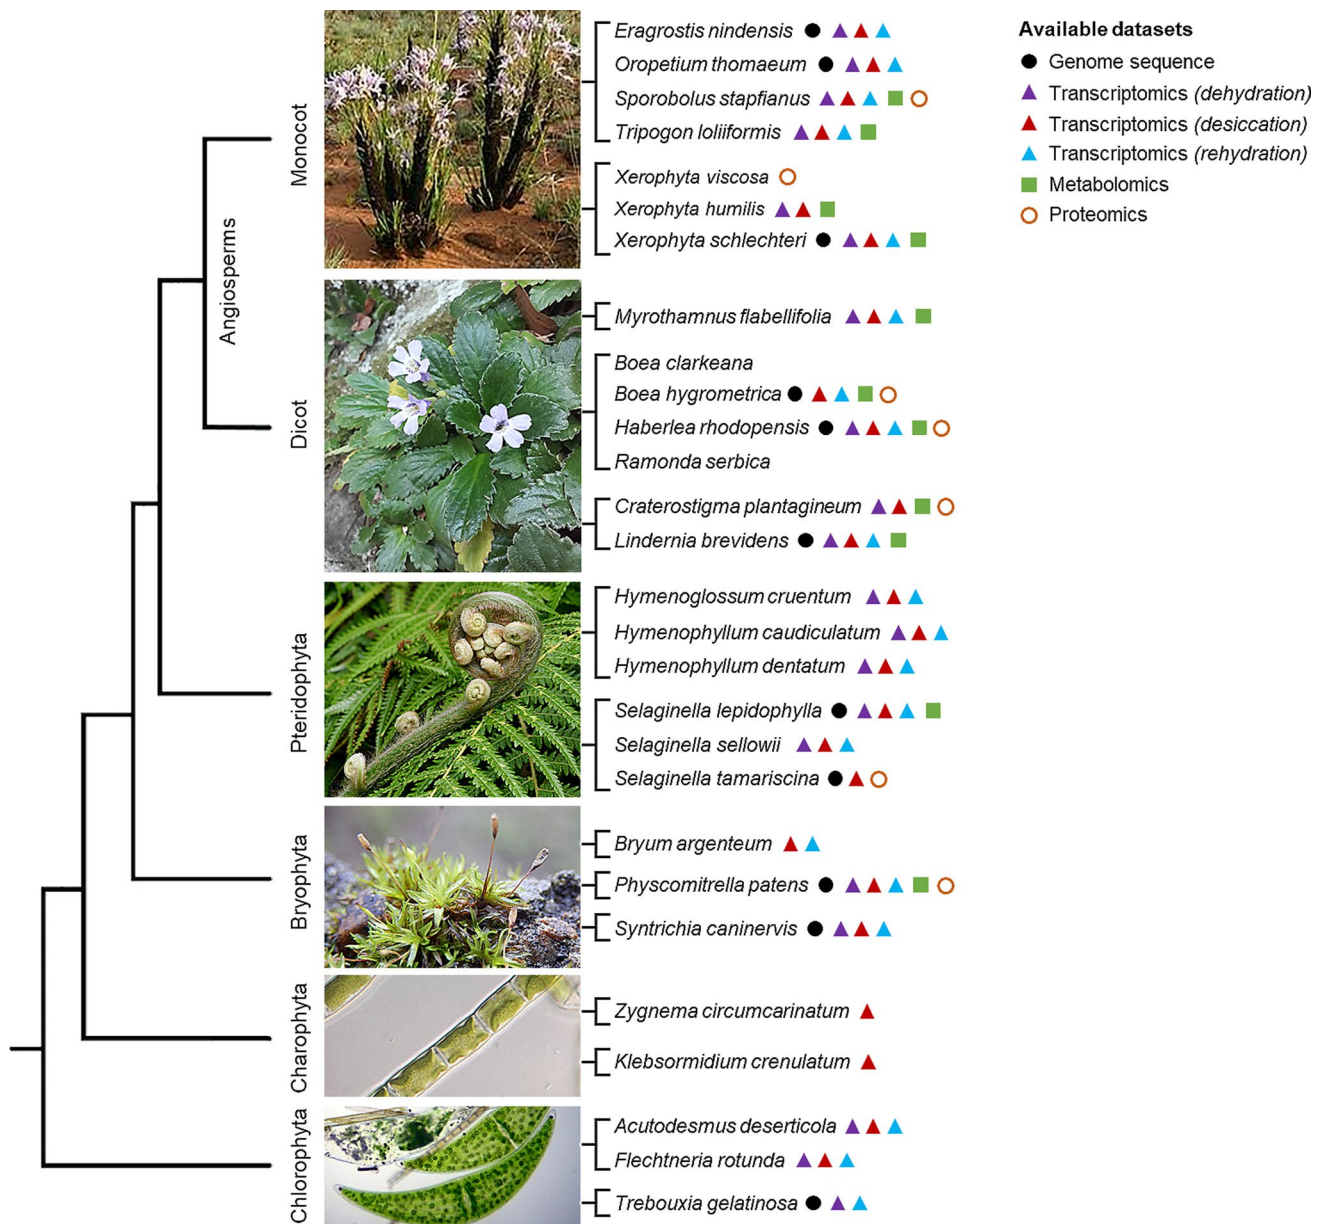 Monocot
Angiosperms
Dicot
Pteridophyta
Bryophyta
Charophyta
Chlorophyta
Eragrostis nindensis
Oropetium thomaeum
Sporobolus stapfianus
Tripogon loliiformis
Xerophyta viscosa
Xerophyta humilis
Xerophyta schlechteri
Myrothamnus flabellifolia
Boea clarkeana
Boea hygrometrica
Haberlea rhodopensis
Ramonda serbica
Craterostigma plantagineum
Lindernia brevidens
Hymenoglossum cruentum
Hymenophyllum caudiculatum
Hymenophyllum dentatum
Selaginella lepidophylla
Selaginella sellowii
Selaginella tamariscina
Bryum argenteum
Physcomitrella patens
Syntrichia caninervis
Zygnema circumcarinatum
Klebsormidium crenulatum
Acutodesmus deserticola
Flechtneria rotunda
Trebouxia gelatinosa
Available datasets
Genome sequence
Transcriptomics (dehydration)
Transcriptomics (desiccation)
Transcriptomics (rehydration)
Metabolomics
Proteomics